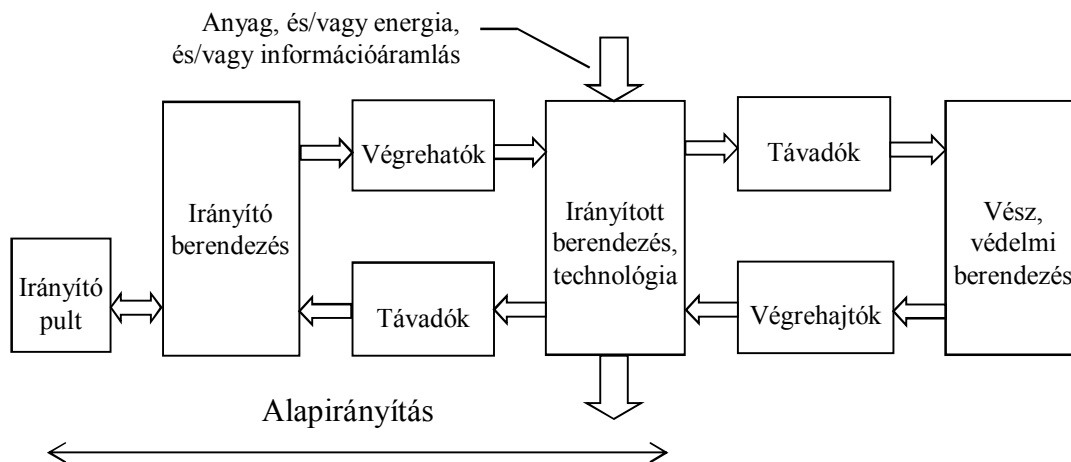 Anyag, és/vagy energia,
és/vagy információáramlás
Irányító
pult
Irányító
berendezés
Végrehatók
Távadók
Irányított
berendezés,
technológia
Távadók
Végrehajtók
Vész,
védelmi
berendezés
Alapirányítás